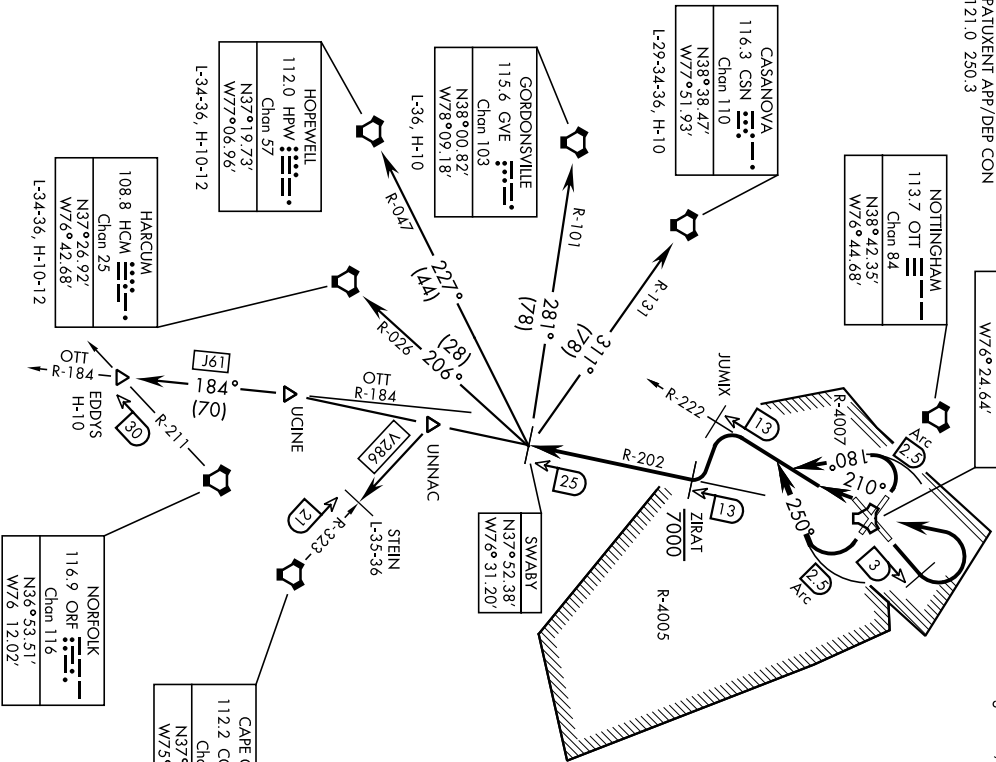 PATUXENT APP/DEP CON
121.0 250.3
W76°24.64'
NOTTINGHAM
113.7 OTT
Chan 84
N38°42.35'
W76°44.68'
CASANOVA
116.3 CSN
Chan 110
N38°38.47'
W77°51.93'
L-29-34-36, H-10
GORDONSVILLE
115.6 GVE
Chan 103
N38°00.82'
W78°09.18'
L-36, H-10
HOPEWELL
112.0 HPW
Chan 57
N37°19.73'
W77°06.96'
L-34-36, H-10-12
HARCUM
108.8 HCM
Chan 25
N37°26.92'
W76°42.68'
L-34-36, H-10-12
R-4007
Arc
2.5
180°
210°
250°
3
2.5
Arc
JUMIX
13
R-222
13
ZIRAT
7000
R-4005
R-202
25
SWABY
N37°52.38'
W76°31.20'
R-131
311°
(78)
R-101
281°
(78)
R-047
227°
(44)
R-026
206°
(28)
UNNAC
V286
STEIN
L-35-36
21
R-323
OTT
R-184
UCINE
J61
184°
(70)
OTT
R-184
EDDYS
H-10
30
R-211
NORFOLK
116.9 ORF
Chan 116
N36°53.51'
W76 12.02'
CAPE
112.2
N37°
W75°